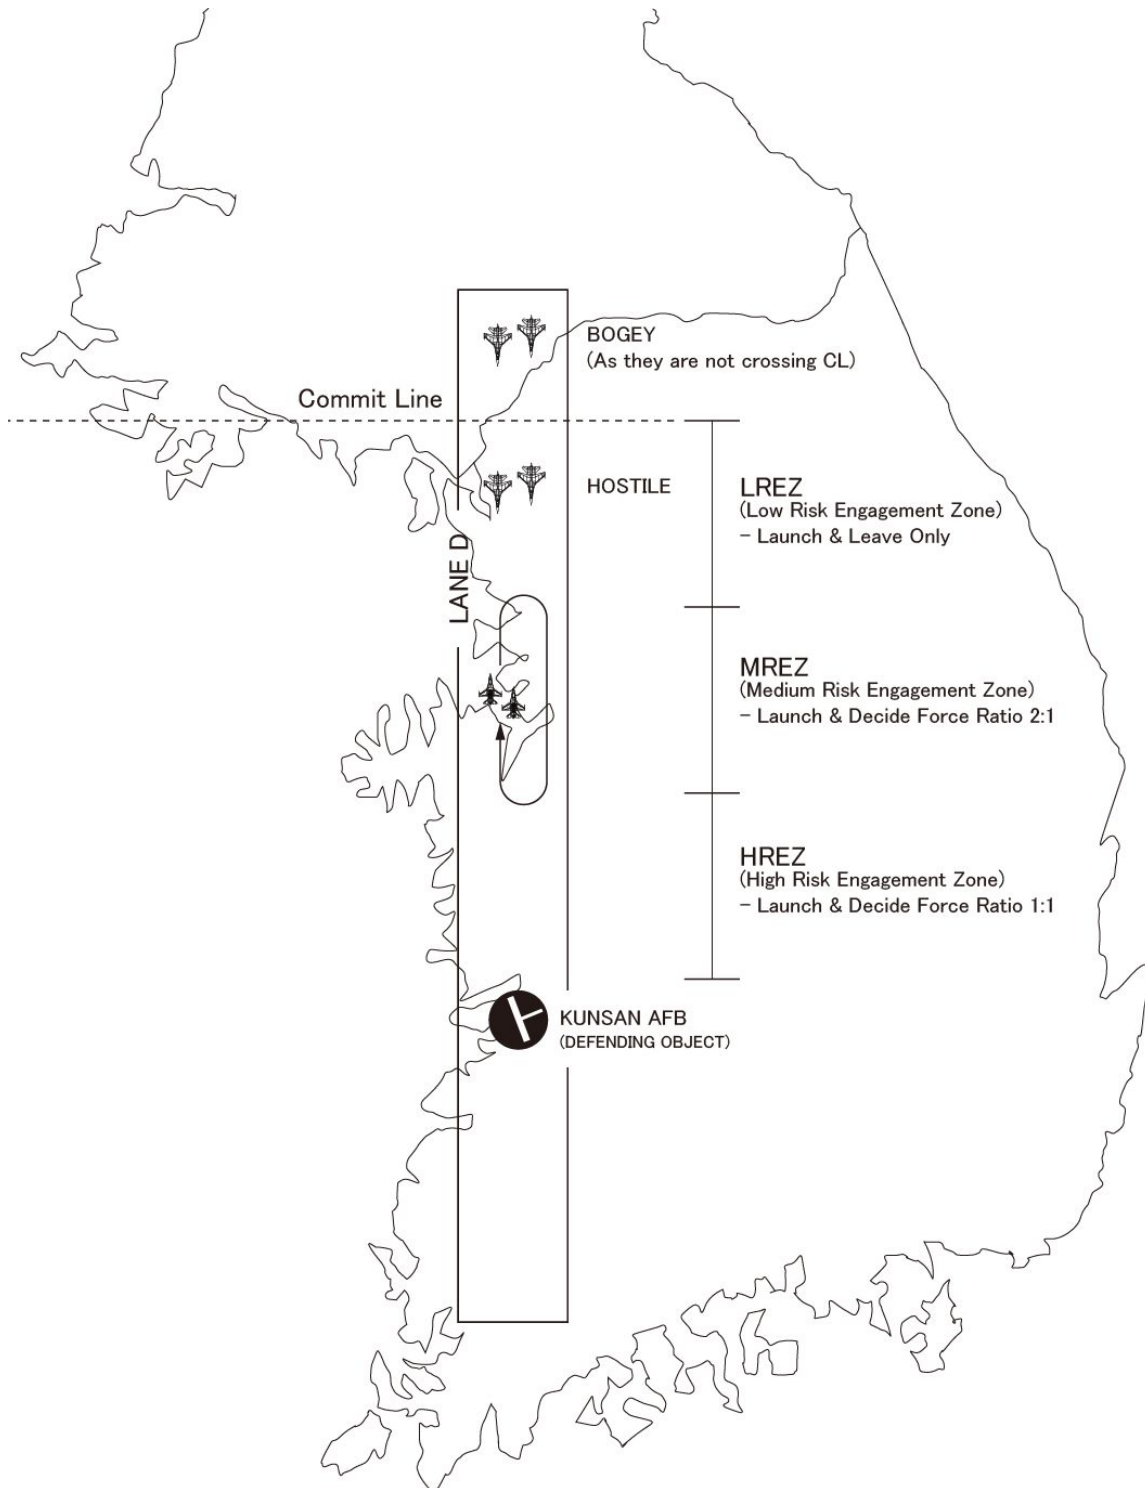 BOGEY
(As they are not crossing CL)
Commit Line
HOSTILE
LREZ
(Low Risk Engagement Zone)
- Launch & Leave Only
LANE D
MREZ
(Medium Risk Engagement Zone)
- Launch & Decide Force Ratio 2:1
HREZ
(High Risk Engagement Zone)
- Launch & Decide Force Ratio 1:1
KUNSAN AFB
(DEFENDING OBJECT)